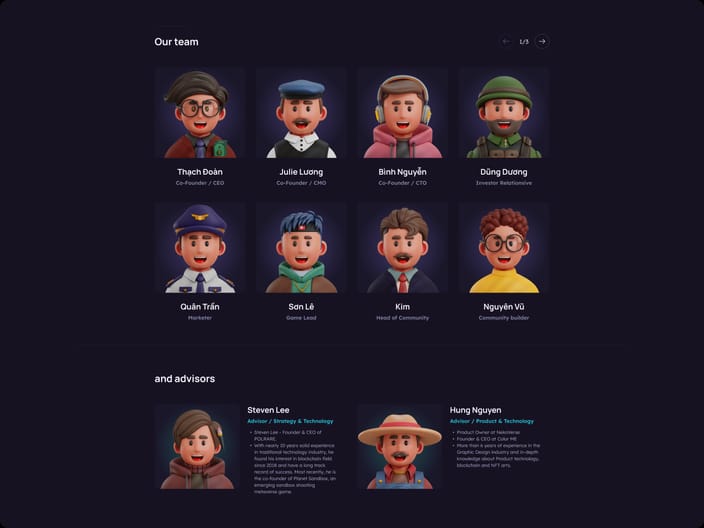 Our team
1/3
Thạch Đoàn
Co-Founder / CEO
Julie Lương
Co-Founder / CMO
Bình Nguyễn
Co-Founder / CTO
Dũng Dương
Investor Relationsive
Quân Trần
Marketer
Sơn Lê
Game Lead
Kim
Head of Community
Nguyên Vũ
Community builder
and advisors
Steven Lee
Advisor / Strategy & Technology
• Steven Lee - Founder & CEO of
POLRARE.
• With nearly 10 years solid experience
in traditional technology industry, he
found his interest in blockchain field
since 2018 and have a long track
record of success. Most recently, he is
the co-founder of Planet Sandbox, an
emerging sandbox shooting
metaverse game
Hung Nguyen
Advisor / Product & Technology
• Product Owner of NekoVerse
• Founder & CEO at Color ME
• More than 6 years of experience in the
Graphic Design industry and in-depth
knowledge about Product technology,
blockchain and NFT arts.